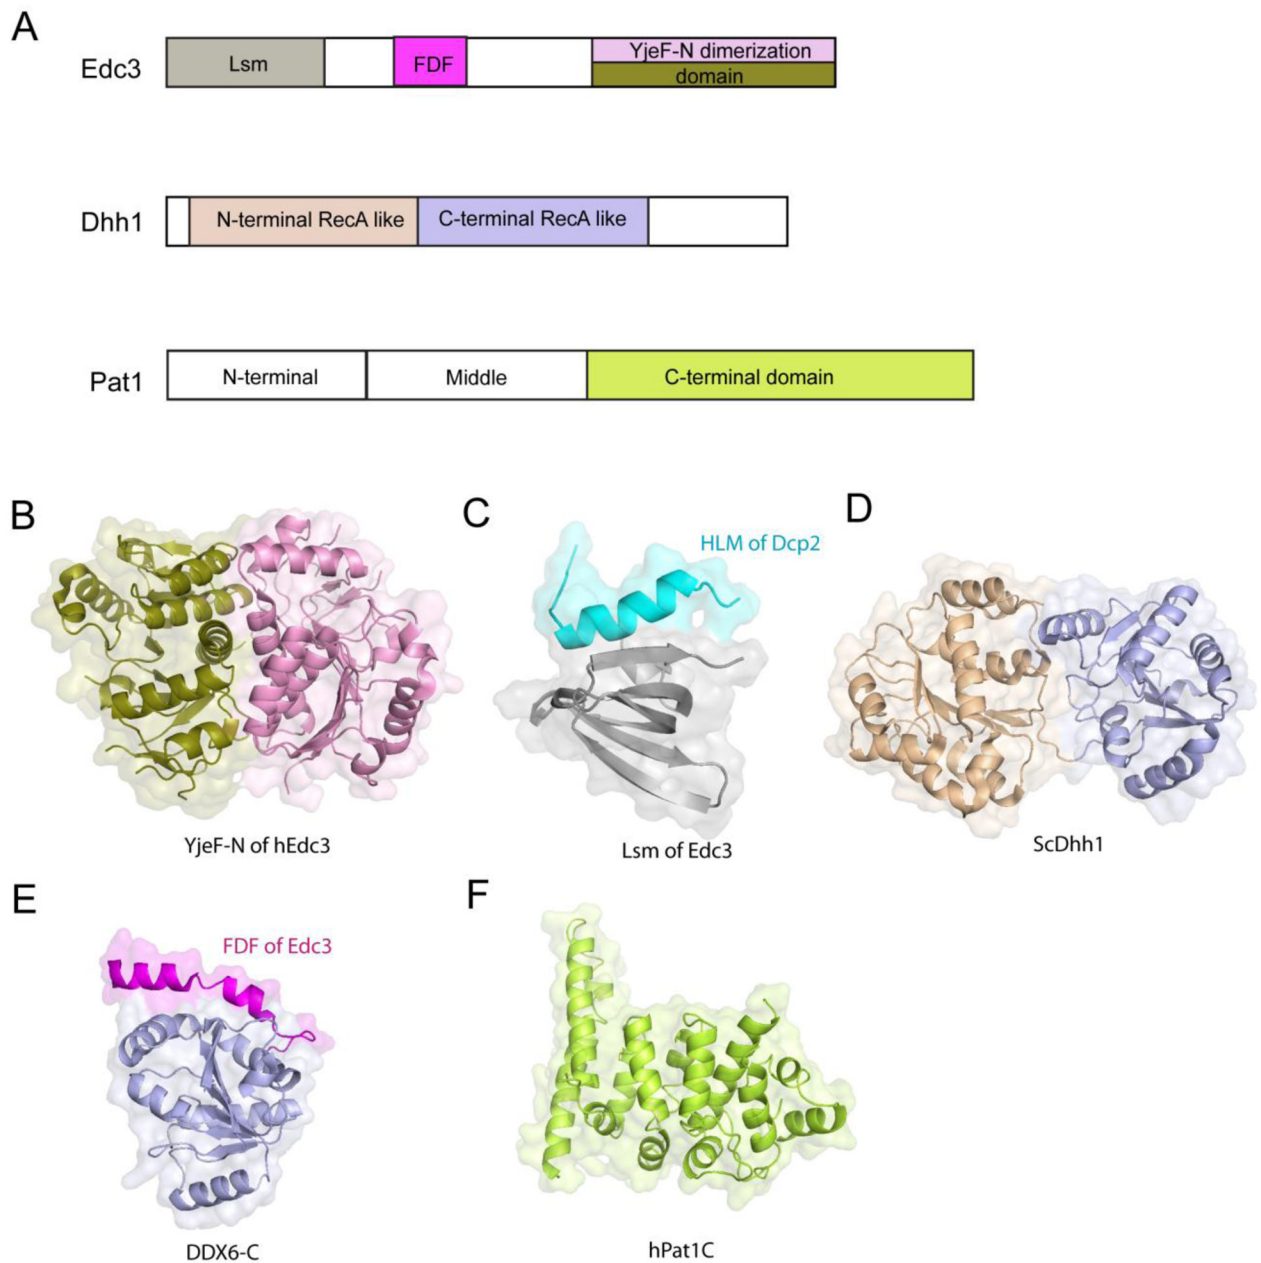 A
Edc3
Lsm
FDF
YjeF-N dimerization
domain
Dhh1
N-terminal RecA like
C-terminal RecA like
Pat1
N-terminal
Middle
C-terminal domain
B
YjeF-N of hEdc3
C
HLM of Dcp2
Lsm of Edc3
D
ScDhh1
E
FDF of Edc3
DDX6-C
F
hPat1C